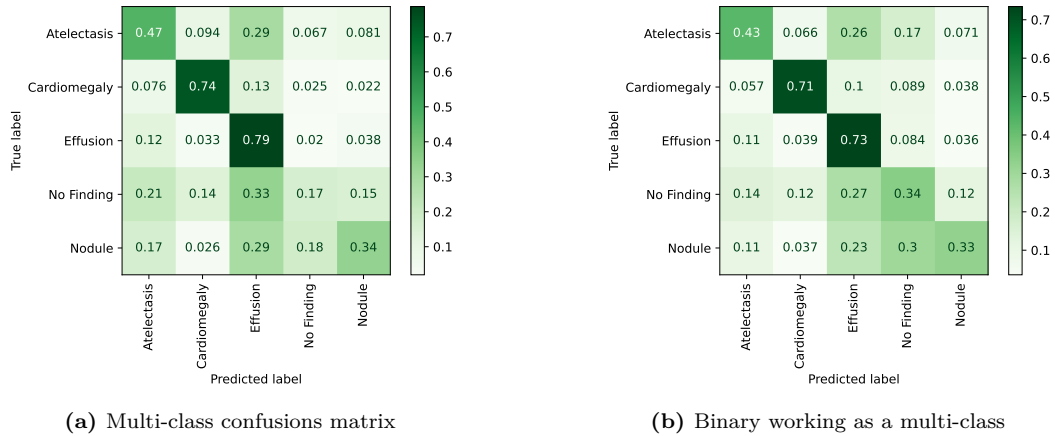 Atelectasis 0.47 0.094 0.29 0.067 0.081
Cardiomegaly 0.076 0.74 0.13 0.025 0.022
Effusion 0.12 0.033 0.79 0.02 0.038
No Finding 0.21 0.14 0.33 0.17 0.15
Nodule 0.17 0.026 0.29 0.18 0.34
True label
Atelectasis Cardiomegaly Effusion No Finding Nodule
Predicted label
0.7
0.6
0.5
0.4
0.3
0.2
0.1
(a) Multi-class confusions matrix
Atelectasis 0.43 0.066 0.26 0.17 0.071
Cardiomegaly 0.057 0.71 0.1 0.089 0.038
Effusion 0.11 0.039 0.73 0.084 0.036
No Finding 0.14 0.12 0.27 0.34 0.12
Nodule 0.11 0.037 0.23 0.3 0.33
True label
Atelectasis Cardiomegaly Effusion No Finding Nodule
Predicted label
0.7
0.6
0.5
0.4
0.3
0.2
0.1
(b) Binary working as a multi-class